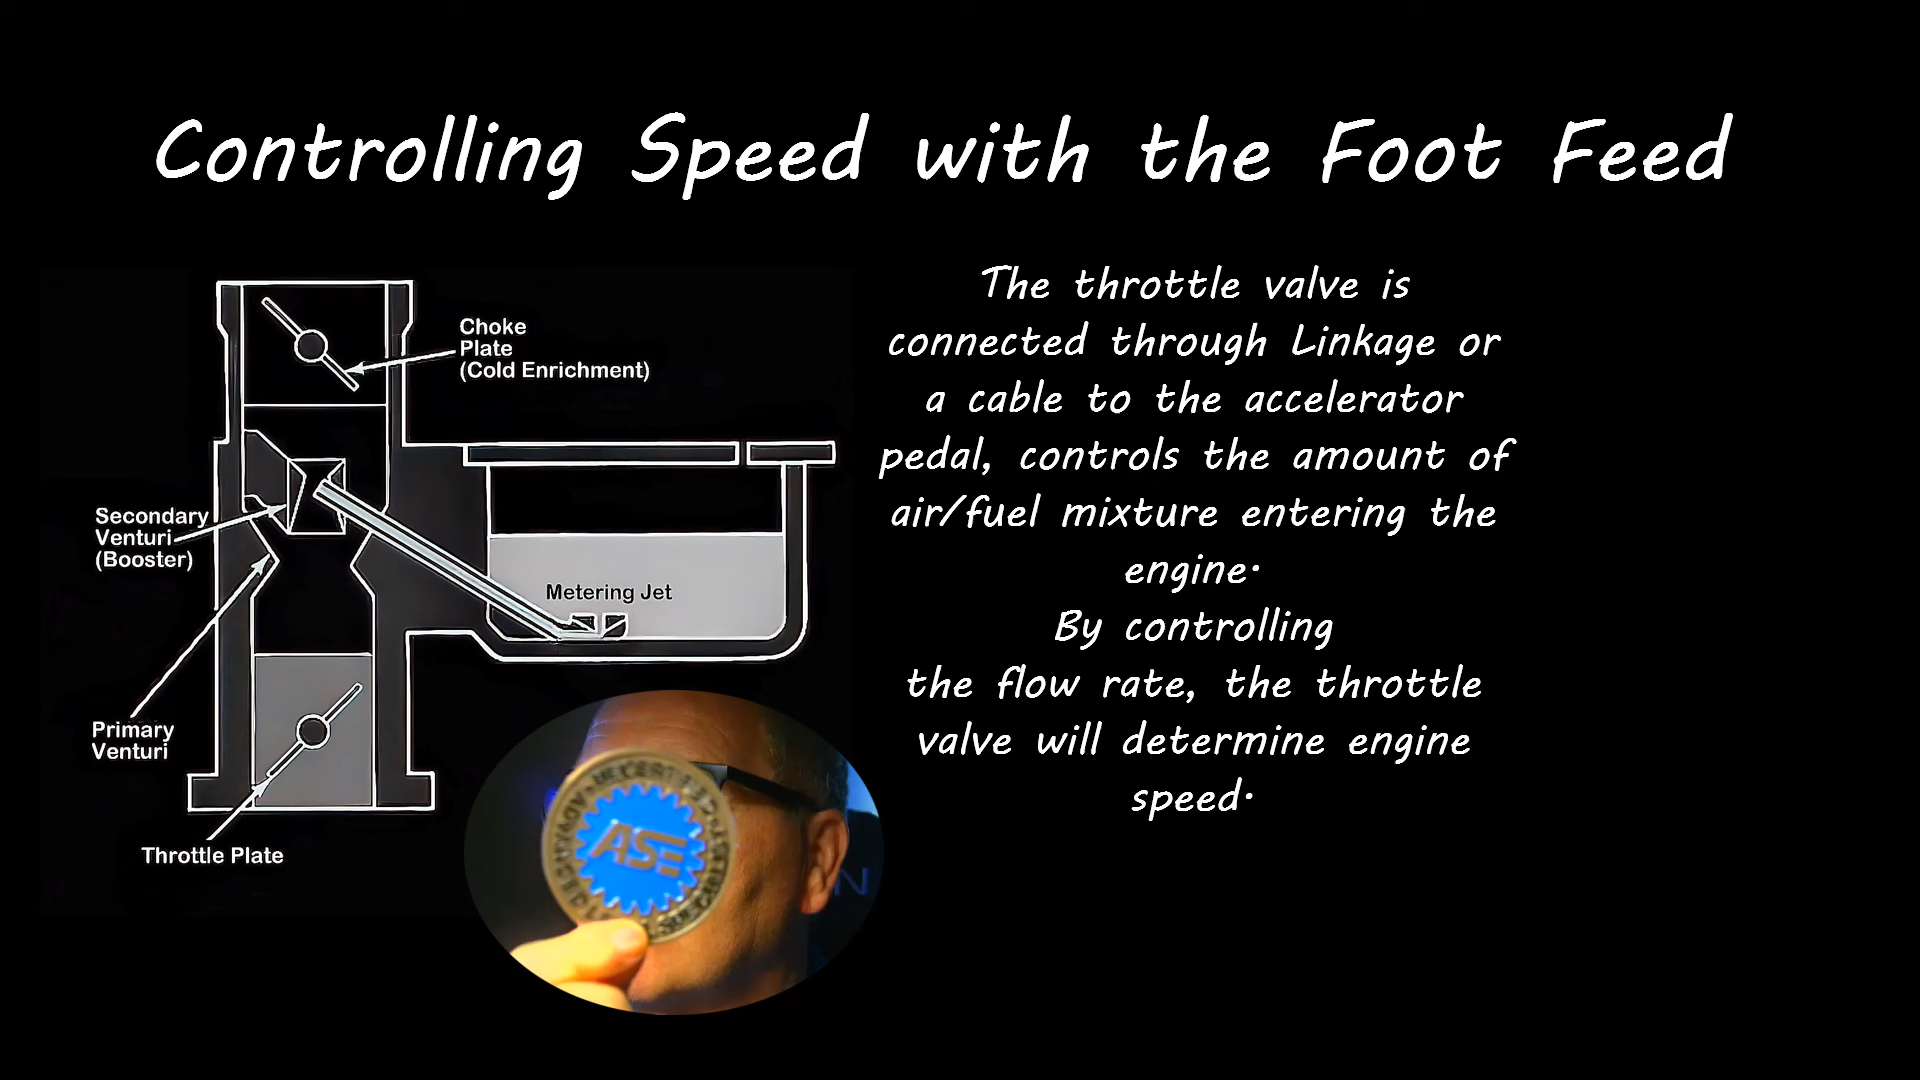 Controlling Speed with the Foot Feed
Choke
Plate
(Cold Enrichment)
Secondary
Venturi
(Booster)
Metering Jet
Primary
Venturi
Throttle Plate
The throttle valve is
connected through Linkage or
a cable to the accelerator
pedal, controls the amount of
air/fuel mixture entering the
engine.
By controlling
the flow rate, the throttle
valve will determine engine
speed.
ASE
N